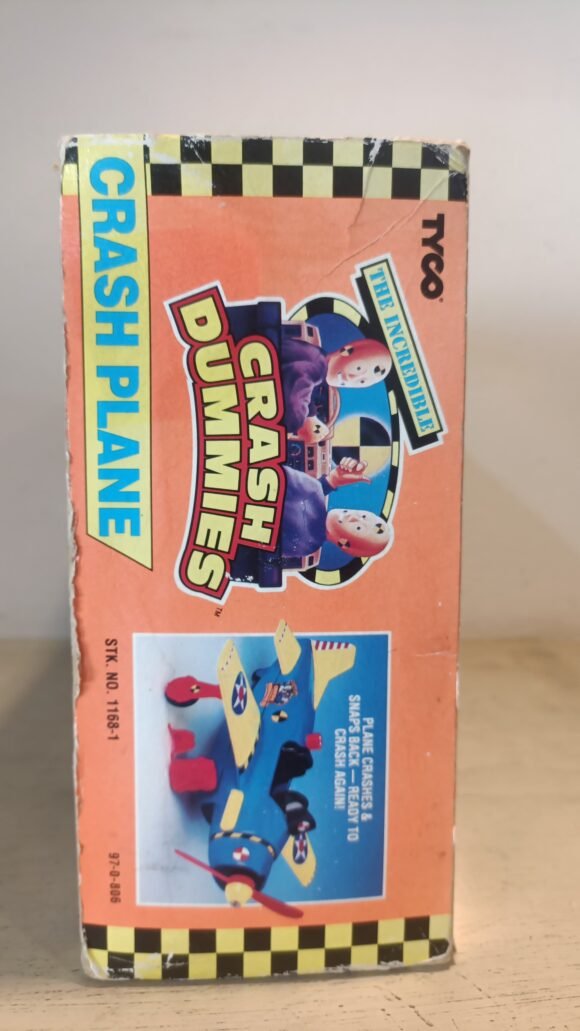 TYCO®
THE INCREDIBLE
CRASH
DUMMIES™
CRASH PLANE
PLANE CRASHES &
SNAPS BACK — READY TO
CRASH AGAIN!
STK. NO. 1168-1
97-0-806